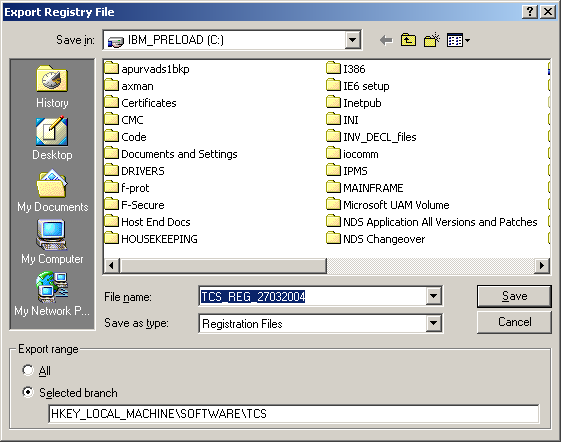 Export Registry File
Save in:
IBM_PRELOAD (C:)
History
Desktop
My Documents
My Computer
My Network P...
apurvads1bkp
axman
Certificates
CMC
Code
Documents and Settings
DRIVERS
f-prot
F-Secure
Host End Docs
HOUSEKEEPING
I386
IE6 setup
Inetpub
INI
INV_DECL_files
iocomm
IPMS
MAINFRAME
Microsoft UAM Volume
NDS Application All Versions and Patches
NDS Changeover
File name:
TCS_REG_27032004
Save
Save as type:
Registration Files
Cancel
Export range
All
Selected branch
HKEY_LOCAL_MACHINE\SOFTWARE\TCS